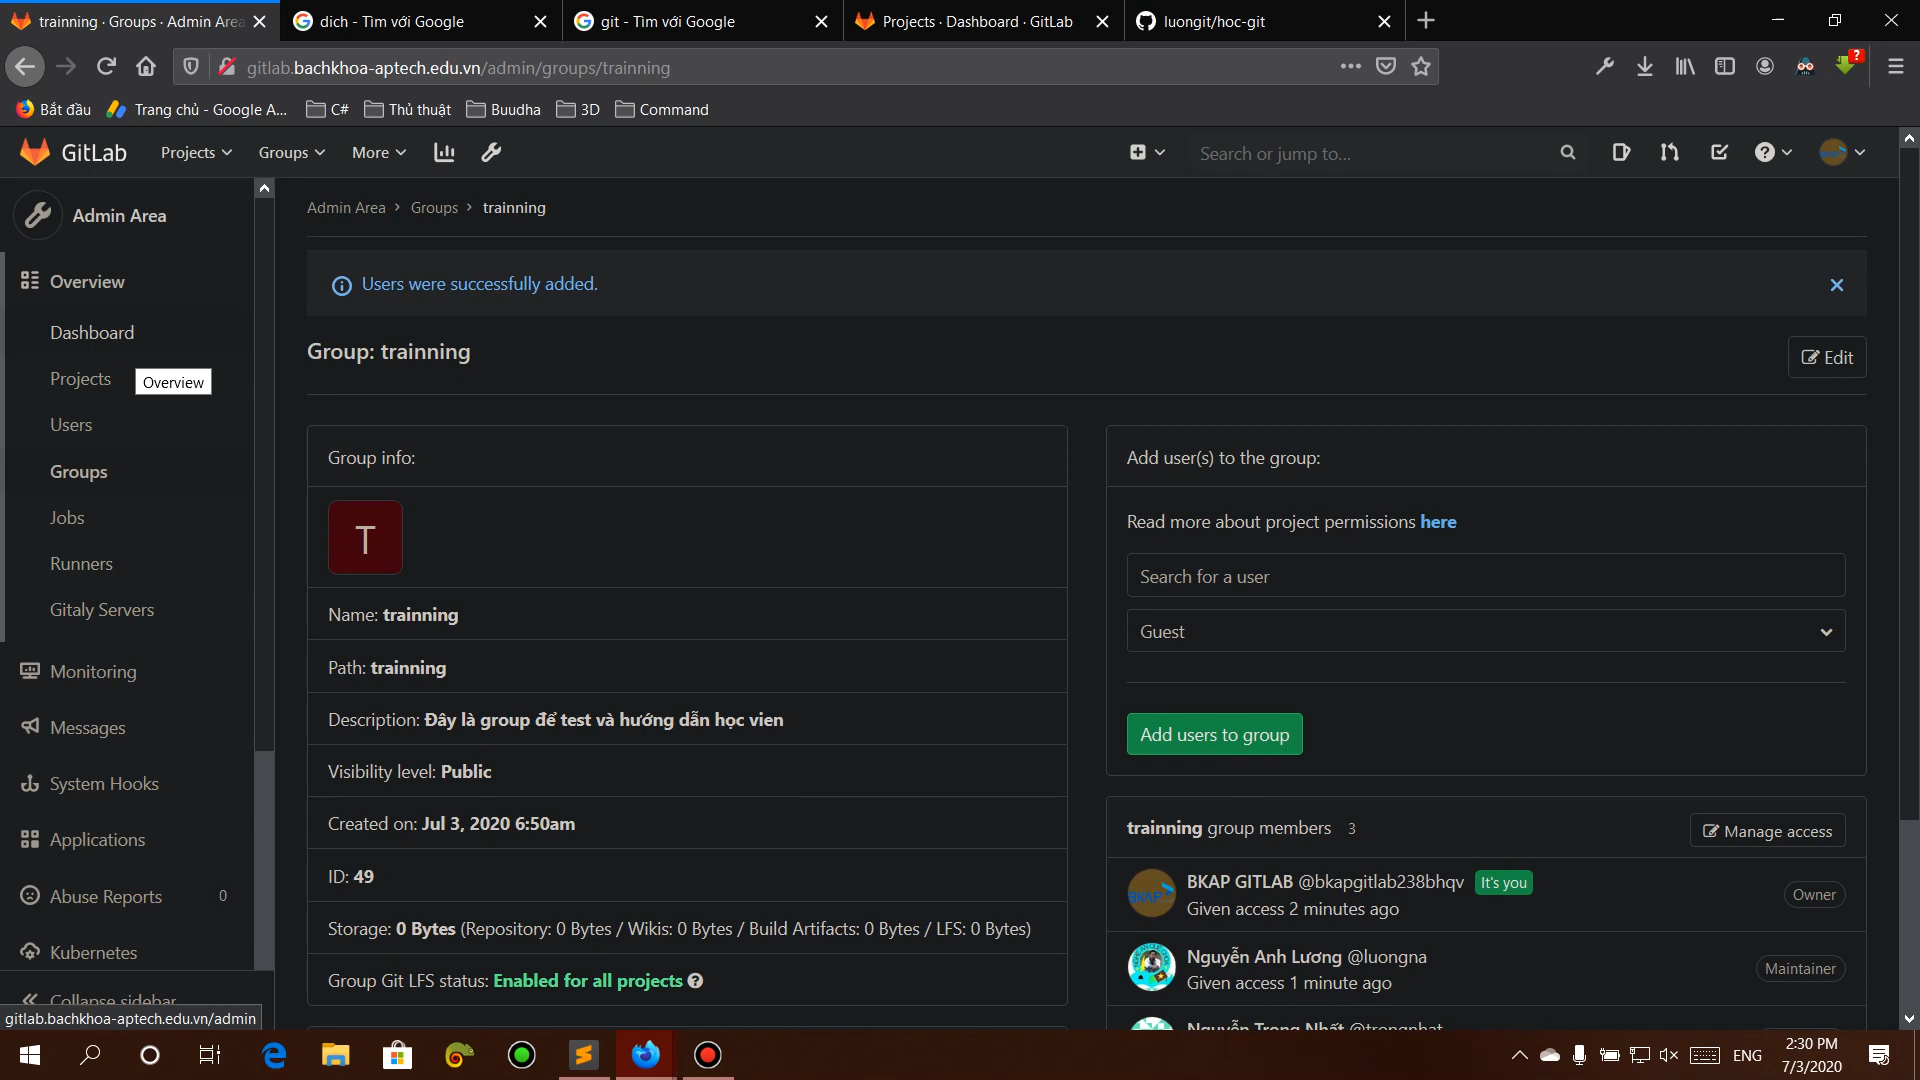 trainning · Groups · Admin Area
dich - Tìm với Google
git - Tìm với Google
Projects · Dashboard · GitLab
luongit/hoc-git
gitlab.bachkhoa-aptech.edu.vn/admin/groups/trainning
?
Bắt đầu
Trang chủ - Google A...
C#
Thủ thuật
Buudha
3D
Command
GitLab
Projects
Groups
More
Search or jump to...
Admin Area
Overview
Dashboard
Projects
Overview
Users
Groups
Jobs
Runners
Gitaly Servers
Monitoring
Messages
System Hooks
Applications
Abuse Reports 0
Kubernetes
Collapse sidebar
gitlab.bachkhoa-aptech.edu.vn/admin
Admin Area > Groups > trainning
Users were successfully added.
Group: trainning
Edit
Group info:
T
Name: trainning
Path: trainning
Description: Đây là group để test và hướng dẫn học vien
Visibility level: Public
Created on: Jul 3, 2020 6:50am
ID: 49
Storage: 0 Bytes (Repository: 0 Bytes / Wikis: 0 Bytes / Build Artifacts: 0 Bytes / LFS: 0 Bytes)
Group Git LFS status: Enabled for all projects
Add user(s) to the group:
Read more about project permissions here
Search for a user
Guest
Add users to group
trainning group members 3
Manage access
BKAP
BKAP GITLAB @bkapgitlab238bhqv It's you
Given access 2 minutes ago
Owner
Nguyễn Anh Lương @luongna
Given access 1 minute ago
Maintainer
Nguyễn Trọng Nhất @trongnhat
ENG
2:30 PM
7/3/2020